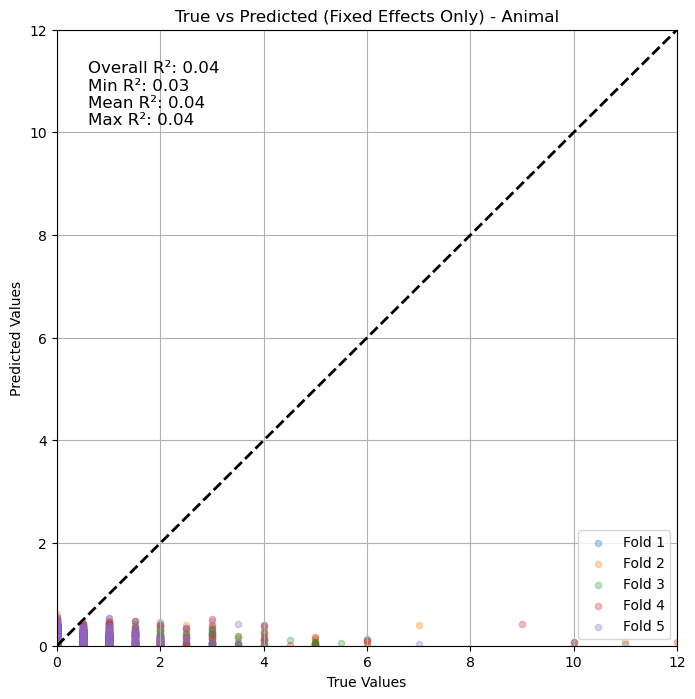 True vs Predicted (Fixed Effects Only) - Animal
12
10
8
6
4
2
0
Predicted Values
Overall R²: 0.04
Min R²: 0.03
Mean R²: 0.04
Max R²: 0.04
Fold 1
Fold 2
Fold 3
Fold 4
Fold 5
0 2 4 6 8 10 12
True Values